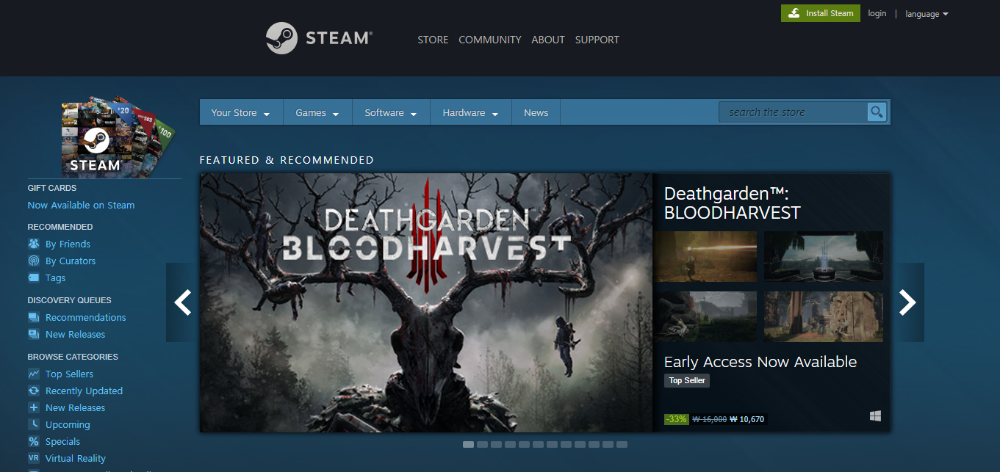 Install Steam login | language
STEAM®
STORE COMMUNITY ABOUT SUPPORT
$20
$100
STEAM
Your Store Games Software Hardware News
search the store
GIFT CARDS
Now Available on Steam
RECOMMENDED
By Friends
By Curators
Tags
DISCOVERY QUEUES
Recommendations
New Releases
BROWSE CATEGORIES
Top Sellers
Recently Updated
New Releases
Upcoming
Specials
VR Virtual Reality
FEATURED & RECOMMENDED
DEATHGARDEN
BLOODHARVEST
Deathgarden™:
BLOODHARVEST
Early Access Now Available
Top Seller
-33% ₩ 16,000 ₩ 10,670